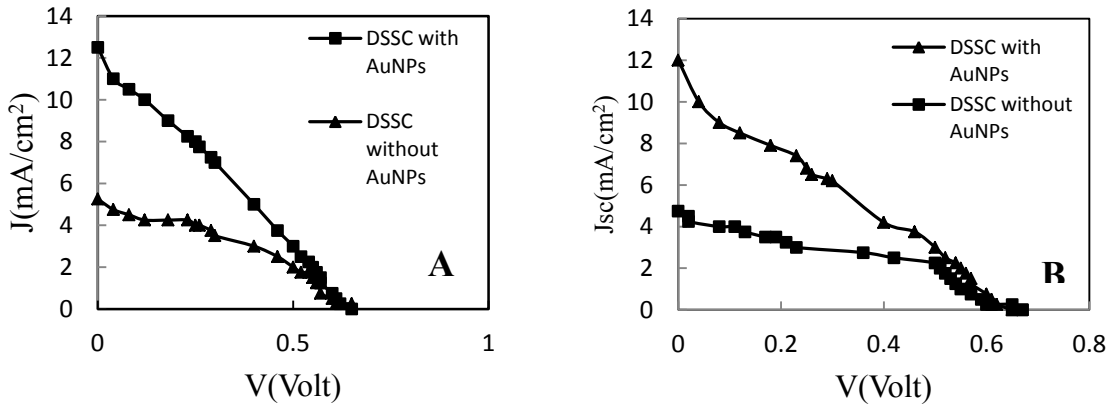 14
12
10
8
6
4
2
0
J(mA/cm²)
DSSC with
AuNPs
DSSC
without
AuNPs
A
0
0.5
1
V(Volt)
14
12
10
8
6
4
2
0
Jsc(mA/cm²)
DSSC with
AuNPs
DSSC without
AuNPs
B
0
0.2
0.4
0.6
0.8
V(Volt)